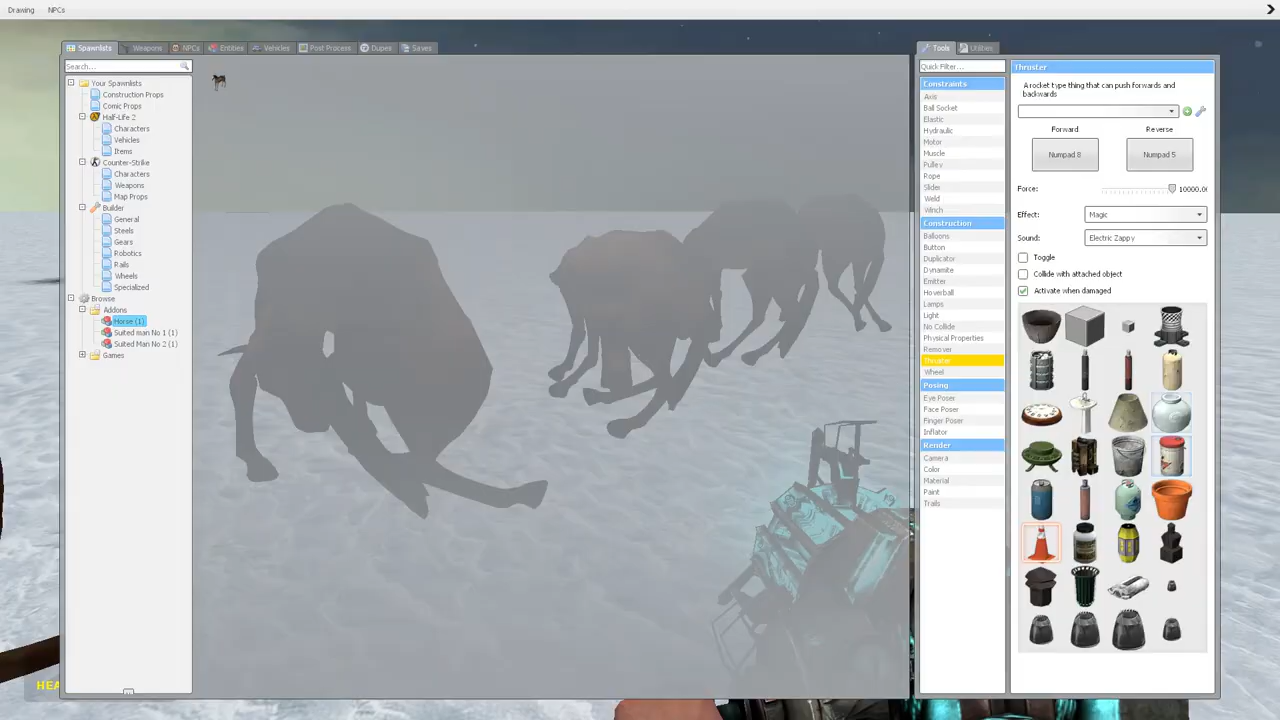 Drawing NPCs
Spawnlists Weapons NPCs Entities Vehicles Post Process Dupes Saves
Search...
Your Spawnlists
Construction Props
Comic Props
Half-Life 2
Characters
Vehicles
Items
Counter-Strike
Characters
Weapons
Map Props
Builder
General
Steels
Gears
Robotics
Rails
Wheels
Specialized
Browse
Addons
Horse (1)
Suited man No 1 (1)
Suited Man No 2 (1)
Games
HEA
Tools Utilities
Quick Filter...
Constraints
Axis
Ball Socket
Elastic
Hydraulic
Motor
Muscle
Pulley
Rope
Slider
Weld
Winch
Construction
Balloons
Button
Duplicator
Dynamite
Emitter
Hoverball
Lamps
Light
No Collide
Physical Properties
Remover
Thruster
Wheel
Posing
Eye Poser
Face Poser
Finger Poser
Inflator
Render
Camera
Color
Material
Paint
Trails
Thruster
A rocket type thing that can push forwards and
backwards
Forward Reverse
Numpad 8 Numpad 5
Force: 10000.0
Effect: Magic
Sound: Electric Zappy
Toggle
Collide with attached object
Activate when damaged